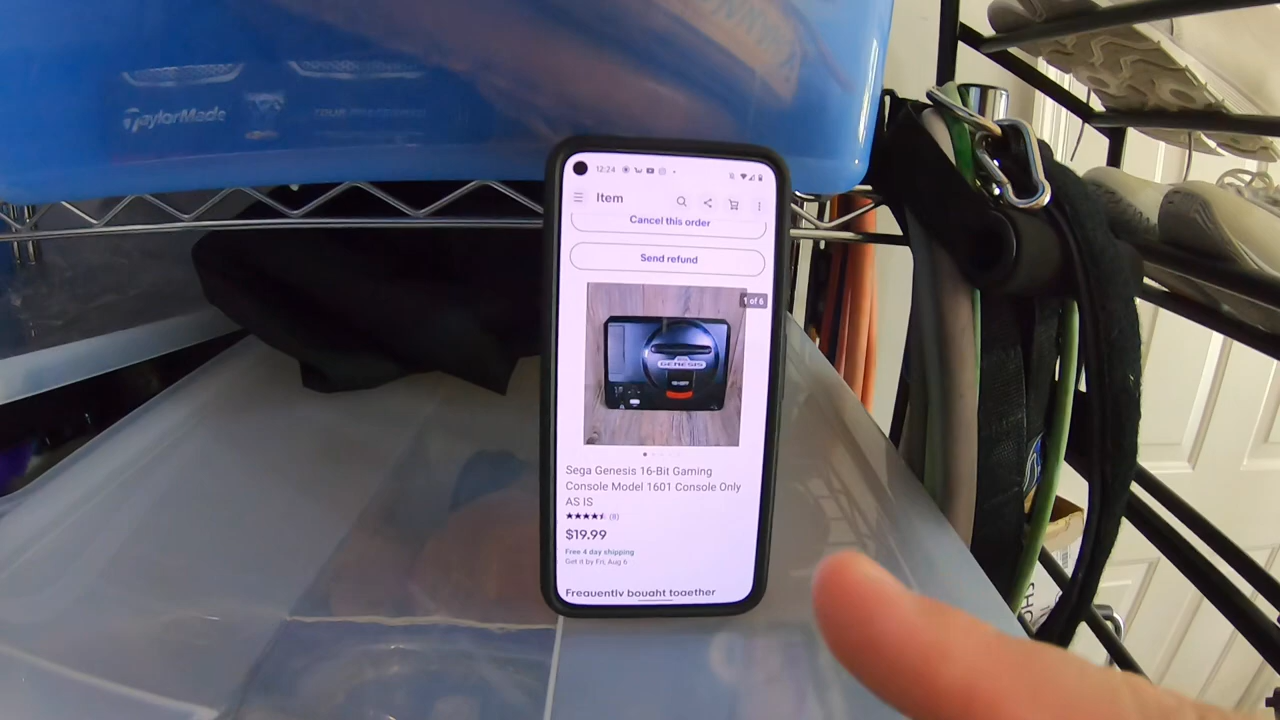 TaylorMade
12:24
Item
Cancel this order
Send refund
1 of 6
GENESIS
Sega Genesis 16-Bit Gaming
Console Model 1601 Console Only
AS IS
(8)
$19.99
Free 4 day shipping
Get it by Fri, Aug 6
Frequently bought together